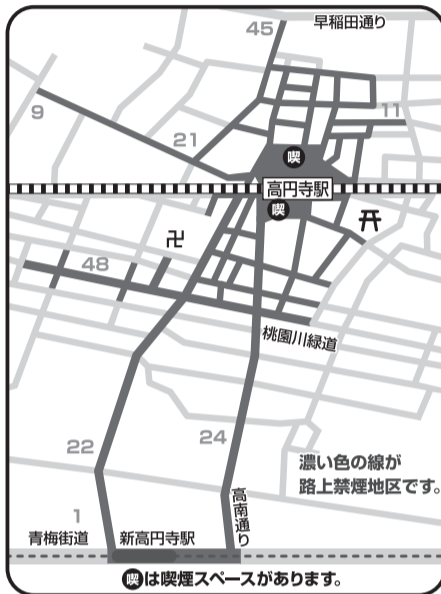 早稲田通り
45
9
11
21
喫
高円寺駅
喫
卍
48
桃園川緑道
22
24
濃い色の線が
路上禁煙地区です。
高南通り
1
青梅街道
新高円寺駅
喫は喫煙スペースがあります。